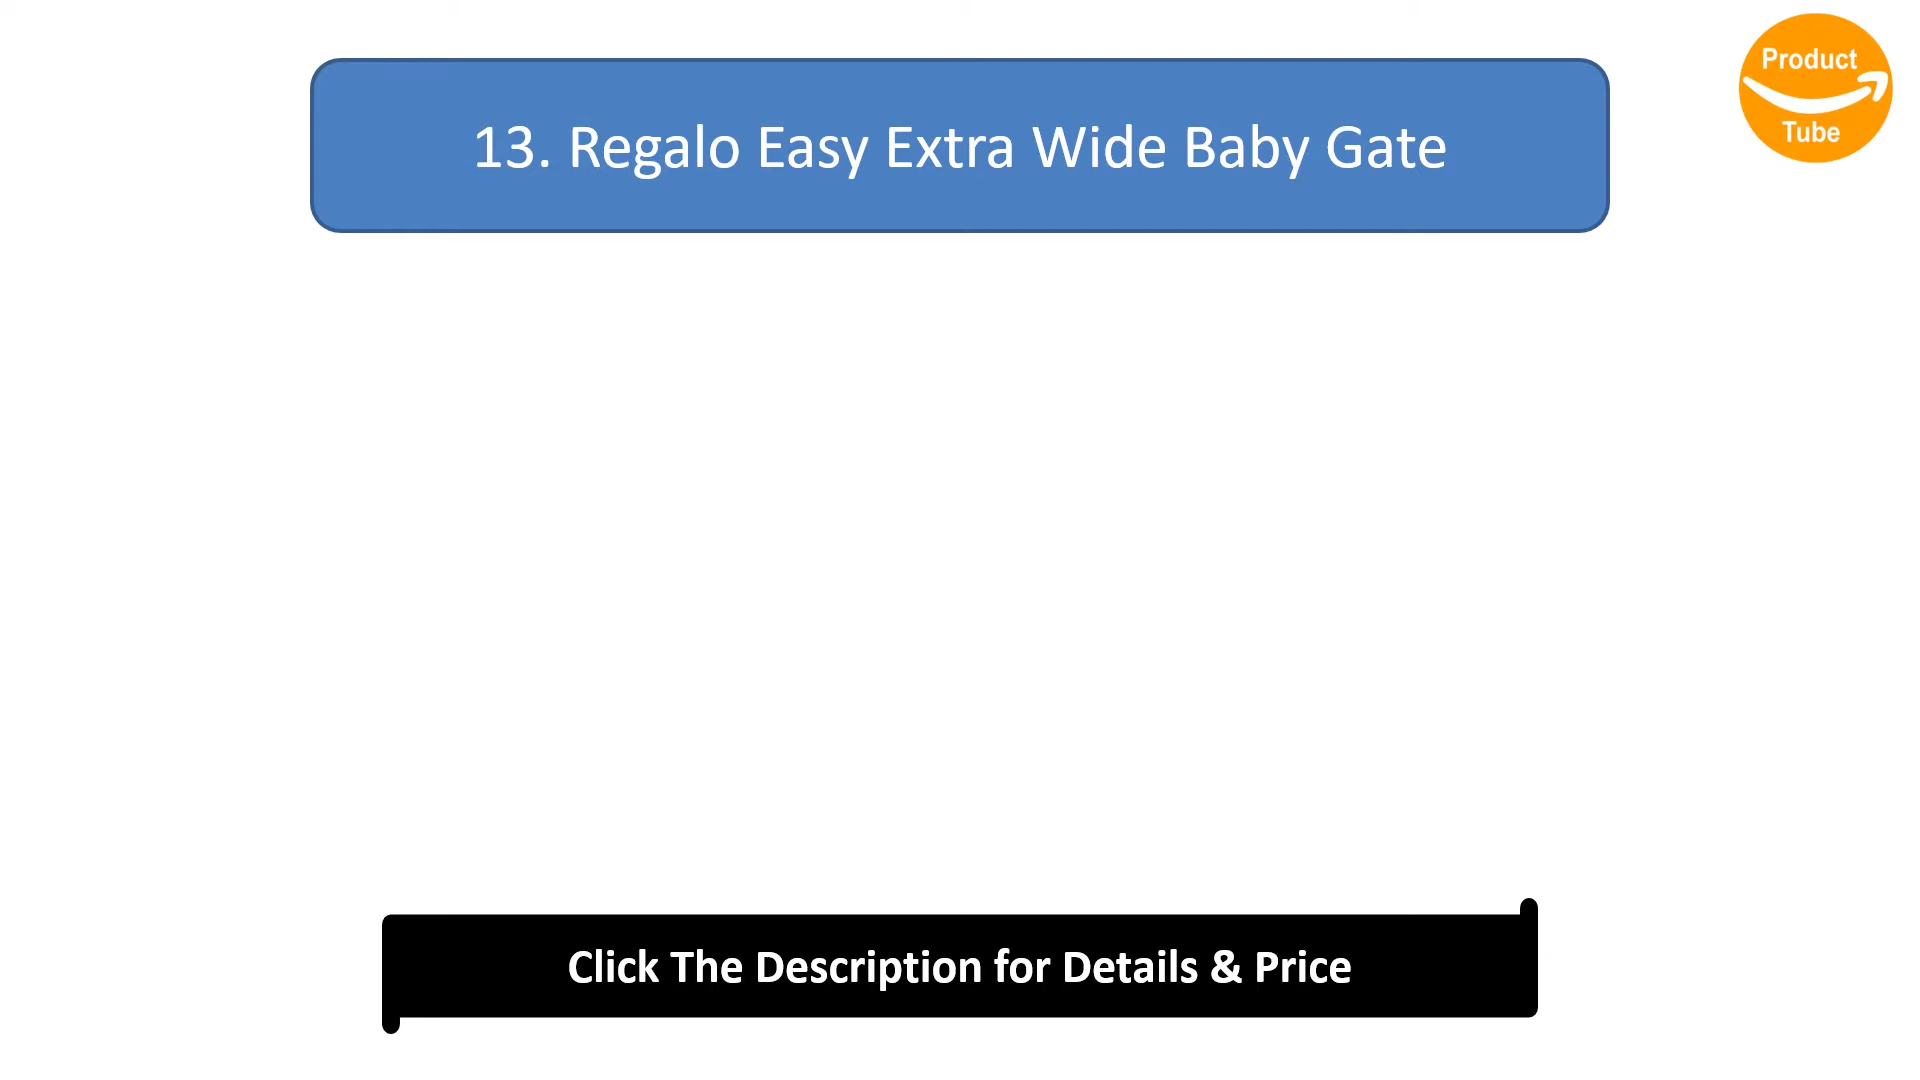 13. Regalo Easy Extra Wide Baby Gate
Product
Tube
Click The Description for Details & Price